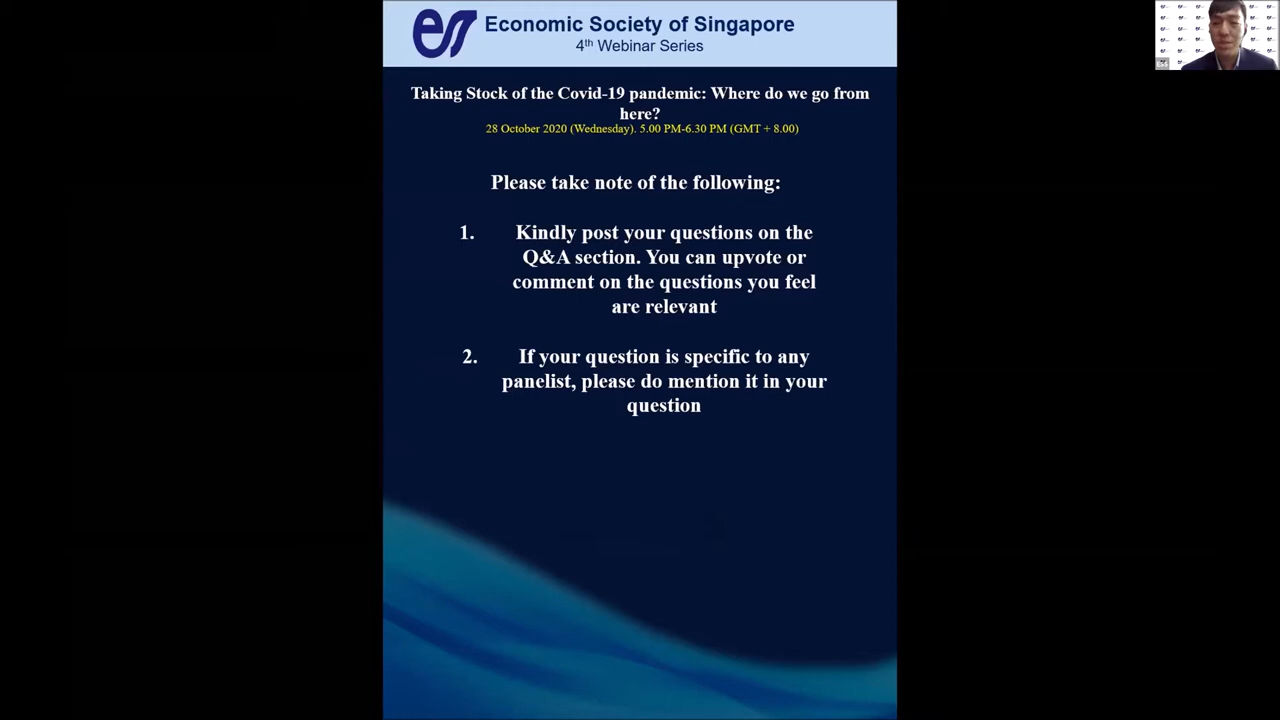 es
Economic Society of Singapore
4th Webinar Series
Taking Stock of the Covid-19 pandemic: Where do we go from
here?
28 October 2020 (Wednesday). 5.00 PM-6.30 PM (GMT + 8.00)
Please take note of the following:
1. Kindly post your questions on the
Q&A section. You can upvote or
comment on the questions you feel
are relevant
2. If your question is specific to any
panelist, please do mention it in your
question